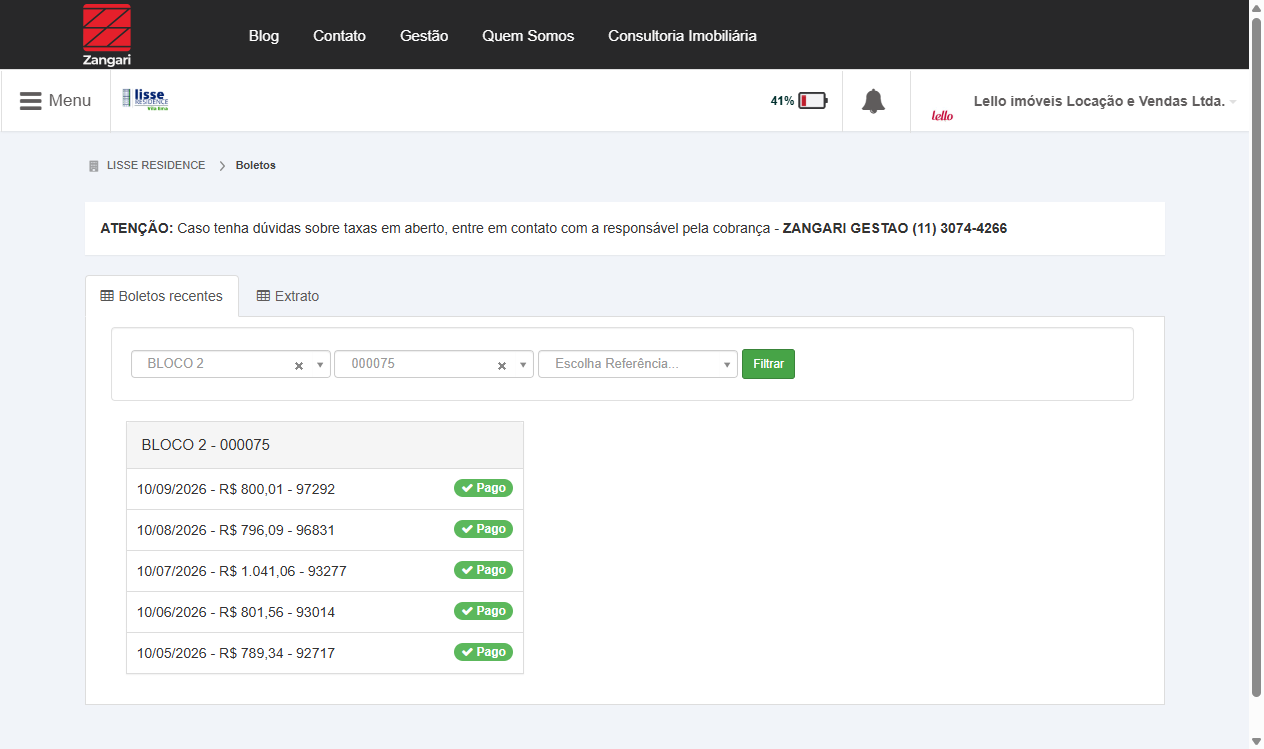 Zangari
Blog Contato Gestão Quem Somos Consultoria Imobiliária
Menu
lisse
RESIDENCE
Vila Ema
41%
lello
Lello imóveis Locação e Vendas Ltda.
LISSE RESIDENCE > Boletos
ATENÇÃO: Caso tenha dúvidas sobre taxas em aberto, entre em contato com a responsável pela cobrança - ZANGARI GESTAO (11) 3074-4266
Boletos recentes Extrato
BLOCO 2 × 000075 × Escolha Referência... Filtrar
BLOCO 2 - 000075
10/09/2026 - R$ 800,01 - 97292 Pago
10/08/2026 - R$ 796,09 - 96831 Pago
10/07/2026 - R$ 1.041,06 - 93277 Pago
10/06/2026 - R$ 801,56 - 93014 Pago
10/05/2026 - R$ 789,34 - 92717 Pago